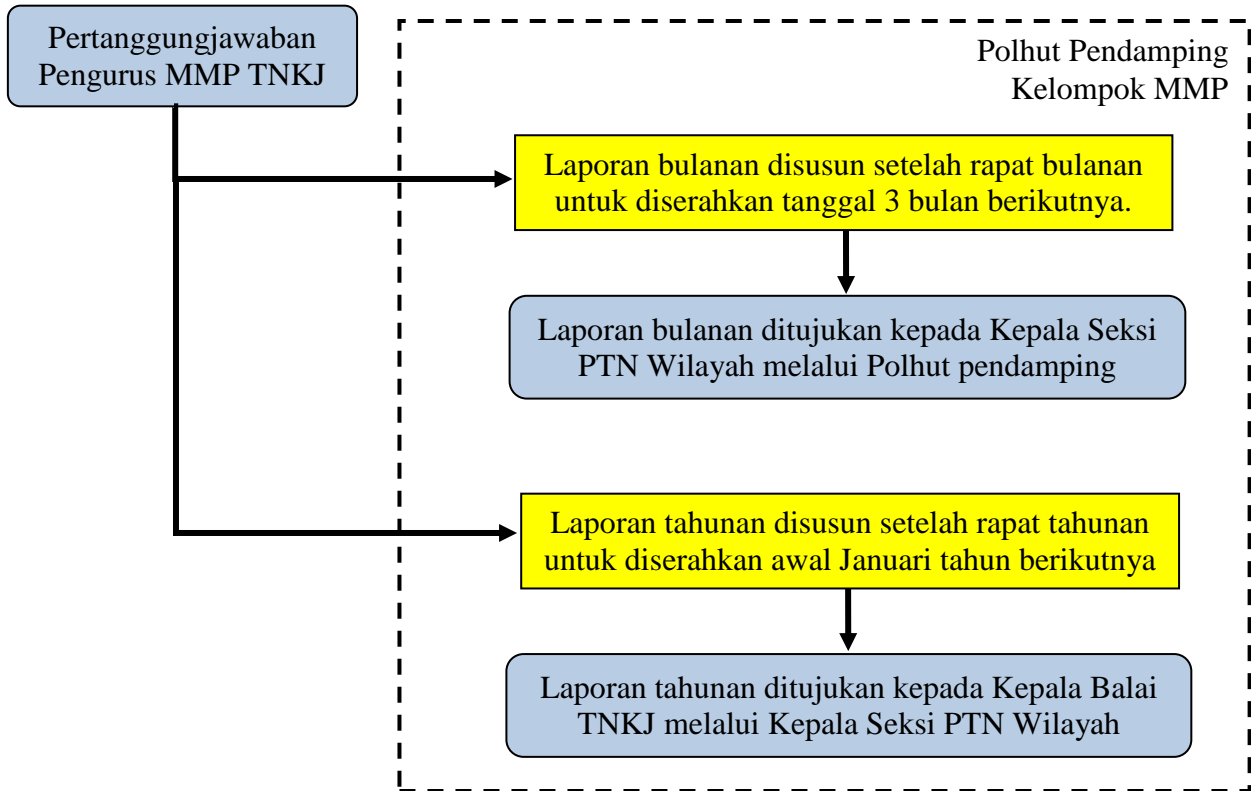 Pertanggungjawaban
Pengurus MMP TNKJ
Polhut Pendamping
Kelompok MMP
Laporan bulanan disusun setelah rapat bulanan
untuk diserahkan tanggal 3 bulan berikutnya.
Laporan bulanan ditujukan kepada Kepala Seksi
PTN Wilayah melalui Polhut pendamping
Laporan tahunan disusun setelah rapat tahunan
untuk diserahkan awal Januari tahun berikutnya
Laporan tahunan ditujukan kepada Kepala Balai
TNKJ melalui Kepala Seksi PTN Wilayah